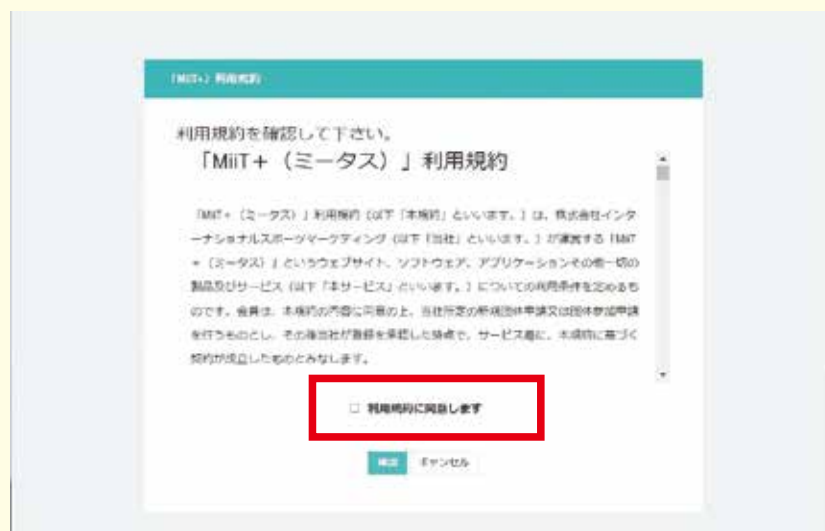 「MiiT+」利用規約
利用規約を確認して下さい。
「MiiT+（ミータス）」利用規約
「MiiT+（ミータス）」利用規約（以下「本規約」といいます。）は、株式会社インタ
ーナショナルスポーツマーケティング（以下「当社」といいます。）が運営する「MiiT
+（ミータス）」というウェブサイト、ソフトウェア、アプリケーションその他一切の
製品及びサービス（以下「本サービス」といいます。）についての利用条件を定めるも
のです。会員は、本規約の内容に同意の上、当社所定の新規団体申請又は団体参加申請
を行うものとし、その後当社が登録を承認した時点で、サービス毎に、本規約に基づく
契約が成立したものとみなします。
利用規約に同意します
確認 キャンセル